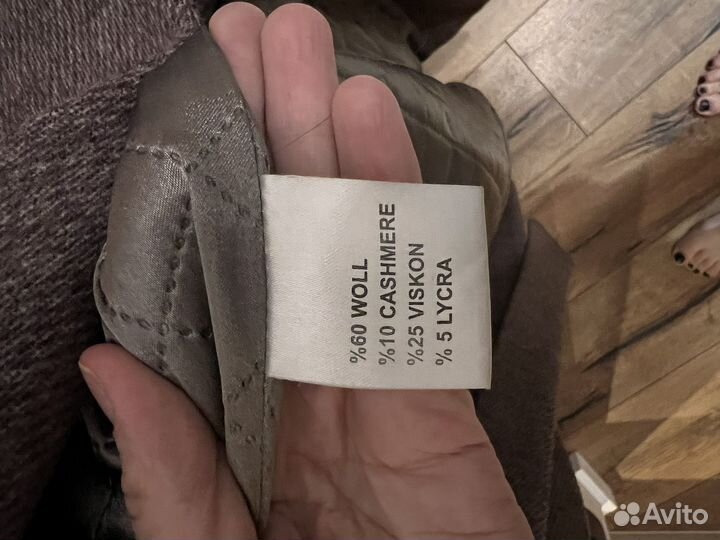 %60 WOLL
%10 CASHMERE
%25 VISKON
% 5 LYCRA
Avito